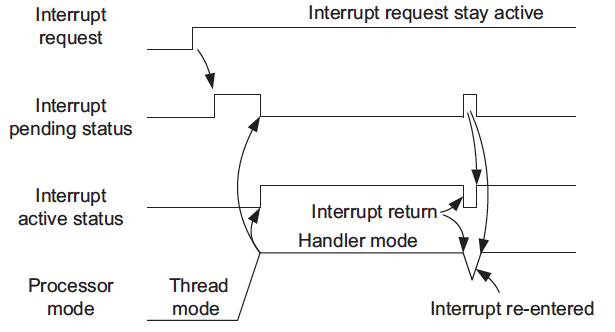 Interrupt
request
Interrupt request stay active
Interrupt
pending status
Interrupt
active status
Interrupt return
Handler mode
Processor
mode
Thread
mode
Interrupt re-entered